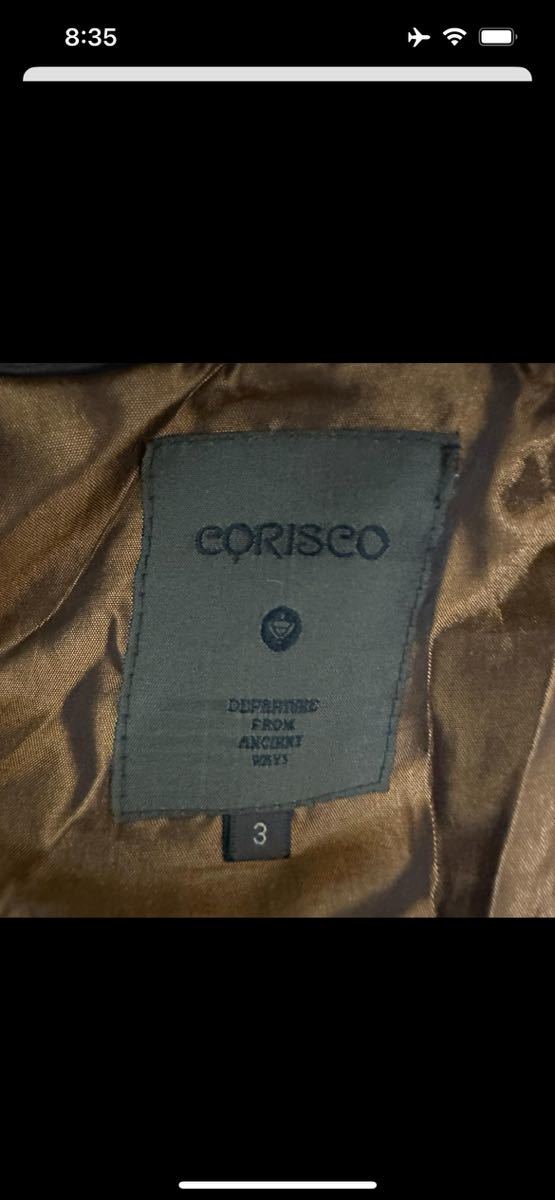 8:35
CORISCO
DEPARTURE
FROM
ANCIENT
WAYS
3